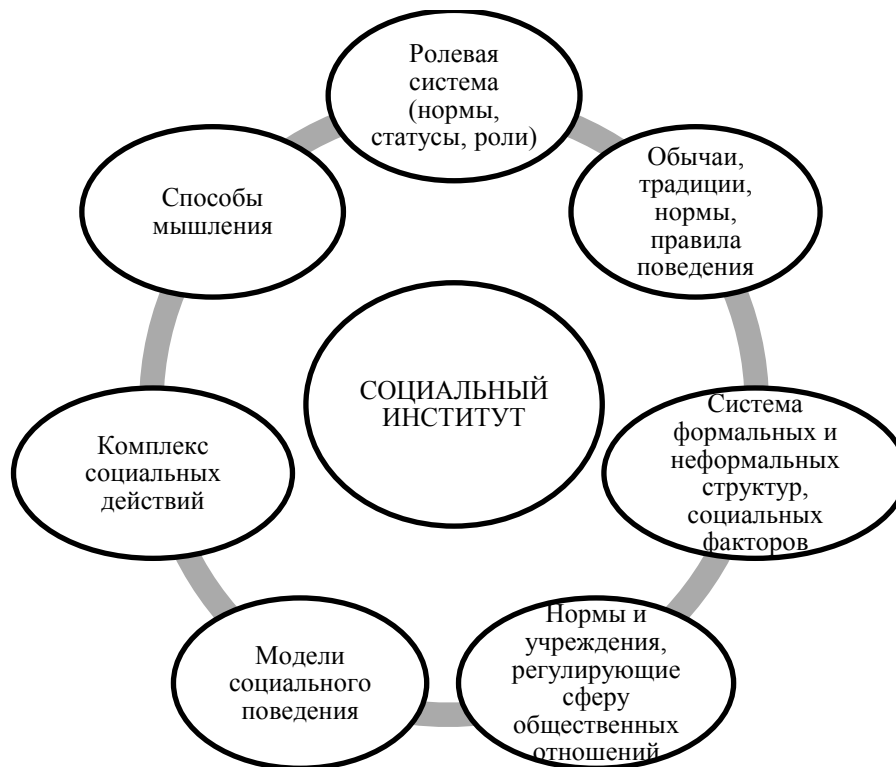 Ролевая
система
(нормы,
статусы, роли)
Обычаи,
традиции,
нормы,
правила
поведения
Система
формальных и
неформальных
структур,
социальных
факторов
Нормы и
учреждения,
регулирующие
сферу
общественных
отношений
Модели
социального
поведения
Комплекс
социальных
действий
Способы
мышления
СОЦИАЛЬНЫЙ
ИНСТИТУТ